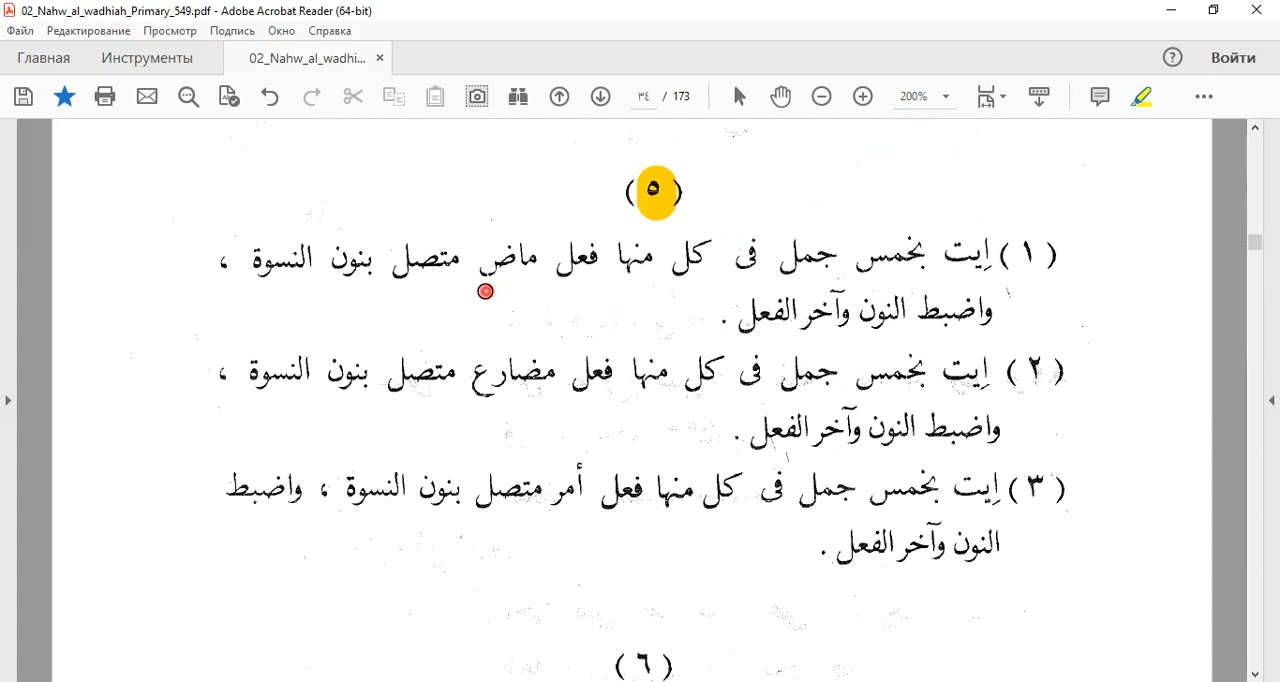 02_Nahw_al_wadhiah_Primary_549.pdf - Adobe Acrobat Reader (64-bit)
Файл Редактирование Просмотр Подпись Окно Справка
Главная Инструменты 02_Nahw_al_wadhi... × Войти
٣٤ / 173 200%
(٥)
(١) إيت بخمس جمل فى كل منها فعل ماض متصل بنون النسوة ،
واضبط النون وآخر الفعل .
(٢) إيت بخمس جمل فى كل منها فعل مضارع متصل بنون النسوة ،
واضبط النون وآخر الفعل .
(٣) إيت بخمس جمل فى كل منها فعل أمر متصل بنون النسوة ، واضبط
النون وآخر الفعل .
(٦)